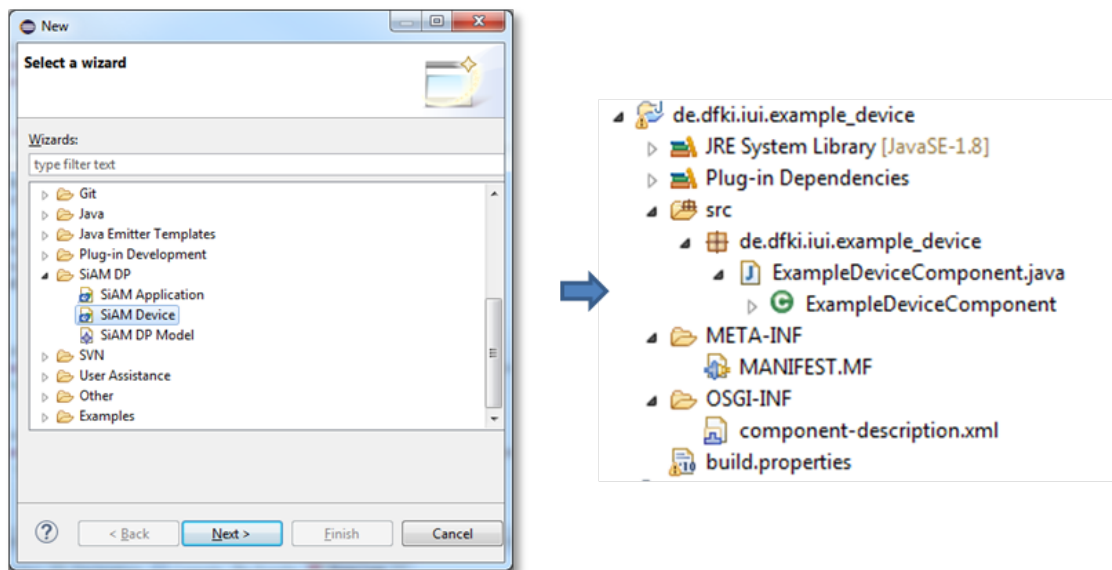 New
Select a wizard
Wizards:
type filter text
Git
Java
Java Emitter Templates
Plug-in Development
SiAM DP
SiAM Application
SiAM Device
SiAM DP Model
SVN
User Assistance
Other
Examples
< Back
Next >
Finish
Cancel
de.dfki.iui.example_device
JRE System Library [JavaSE-1.8]
Plug-in Dependencies
src
de.dfki.iui.example_device
ExampleDeviceComponent.java
ExampleDeviceComponent
META-INF
MANIFEST.MF
OSGI-INF
component-description.xml
build.properties